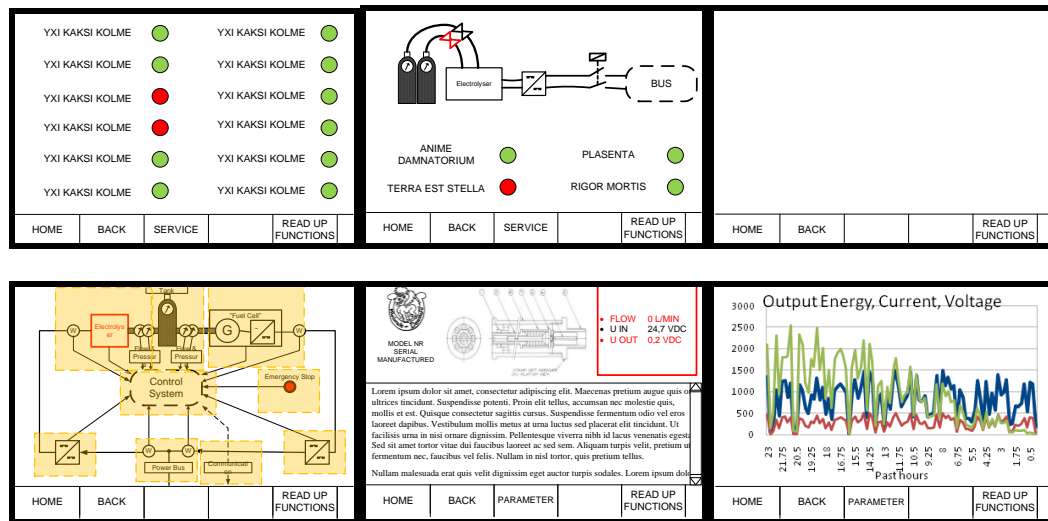 YXI KAKSI KOLME
YXI KAKSI KOLME
YXI KAKSI KOLME
YXI KAKSI KOLME
YXI KAKSI KOLME
YXI KAKSI KOLME
YXI KAKSI KOLME
YXI KAKSI KOLME
YXI KAKSI KOLME
YXI KAKSI KOLME
YXI KAKSI KOLME
YXI KAKSI KOLME
HOME BACK SERVICE READ UP
FUNCTIONS
Electrolyser
BUS
ANIME
DAMNATORIUM
PLASENTA
TERRA EST STELLA
RIGOR MORTIS
HOME BACK SERVICE READ UP
FUNCTIONS
HOME BACK READ UP
FUNCTIONS
Tank
W
Electrolys
er
"Fuel Cell"
G
W
Pressur
Pressur
Control
System
Emergency Stop
W
W
Power Bus
HOME BACK READ UP
FUNCTIONS
MODEL NR
SERIAL
MANUFACTURED
• FLOW 0 L/MIN
• U IN 24,7 VDC
• U OUT 0,2 VDC
Lorem ipsum dolor sit amet, consectetur adipiscing elit. Maecenas pretium augue quis
ultrices tincidunt. Suspendisse potenti. Proin elit tellus, accumsan nec molestie quis,
mollis et est. Quisque consectetur sagittis cursus. Suspendisse fermentum odio vel eros
laoreet dapibus. Vestibulum mollis metus at urna luctus sed placerat elit tincidunt. Ut
facilisis urna in nisi ornare dignissim. Pellentesque viverra nibh id lacus venenatis
Sed sit amet tortor vitae dui faucibus laoreet ac sed sem. Aliquam turpis velit, pretium
fermentum nec, faucibus vel felis. Nullam in nisl tortor, quis pretium tellus.
Nullam malesuada erat quis velit dignissim eget auctor turpis sodales. Lorem ipsum
HOME BACK PARAMETER READ UP
FUNCTIONS
Output Energy, Current, Voltage
3000
2500
2000
1500
1000
500
0
23 21.75 20.5 19.25 18 16.75 15.5 14.25 13 11.75 10.5 9.25 8 6.75 5.5 4.25 3 1.75 0.5
Past hours
HOME BACK PARAMETER READ UP
FUNCTIONS